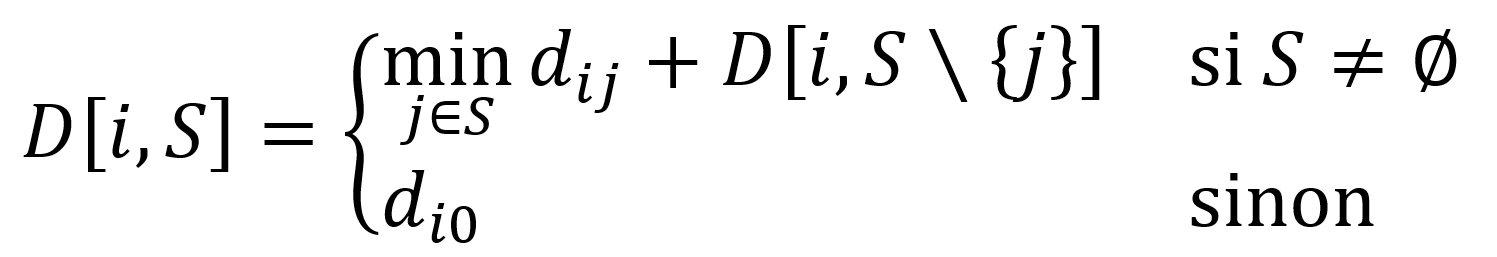 D[i, S] = { min_{j∈S} d_{ij} + D[i, S \ {j}] si S ≠ ∅
d_{i0} sinon